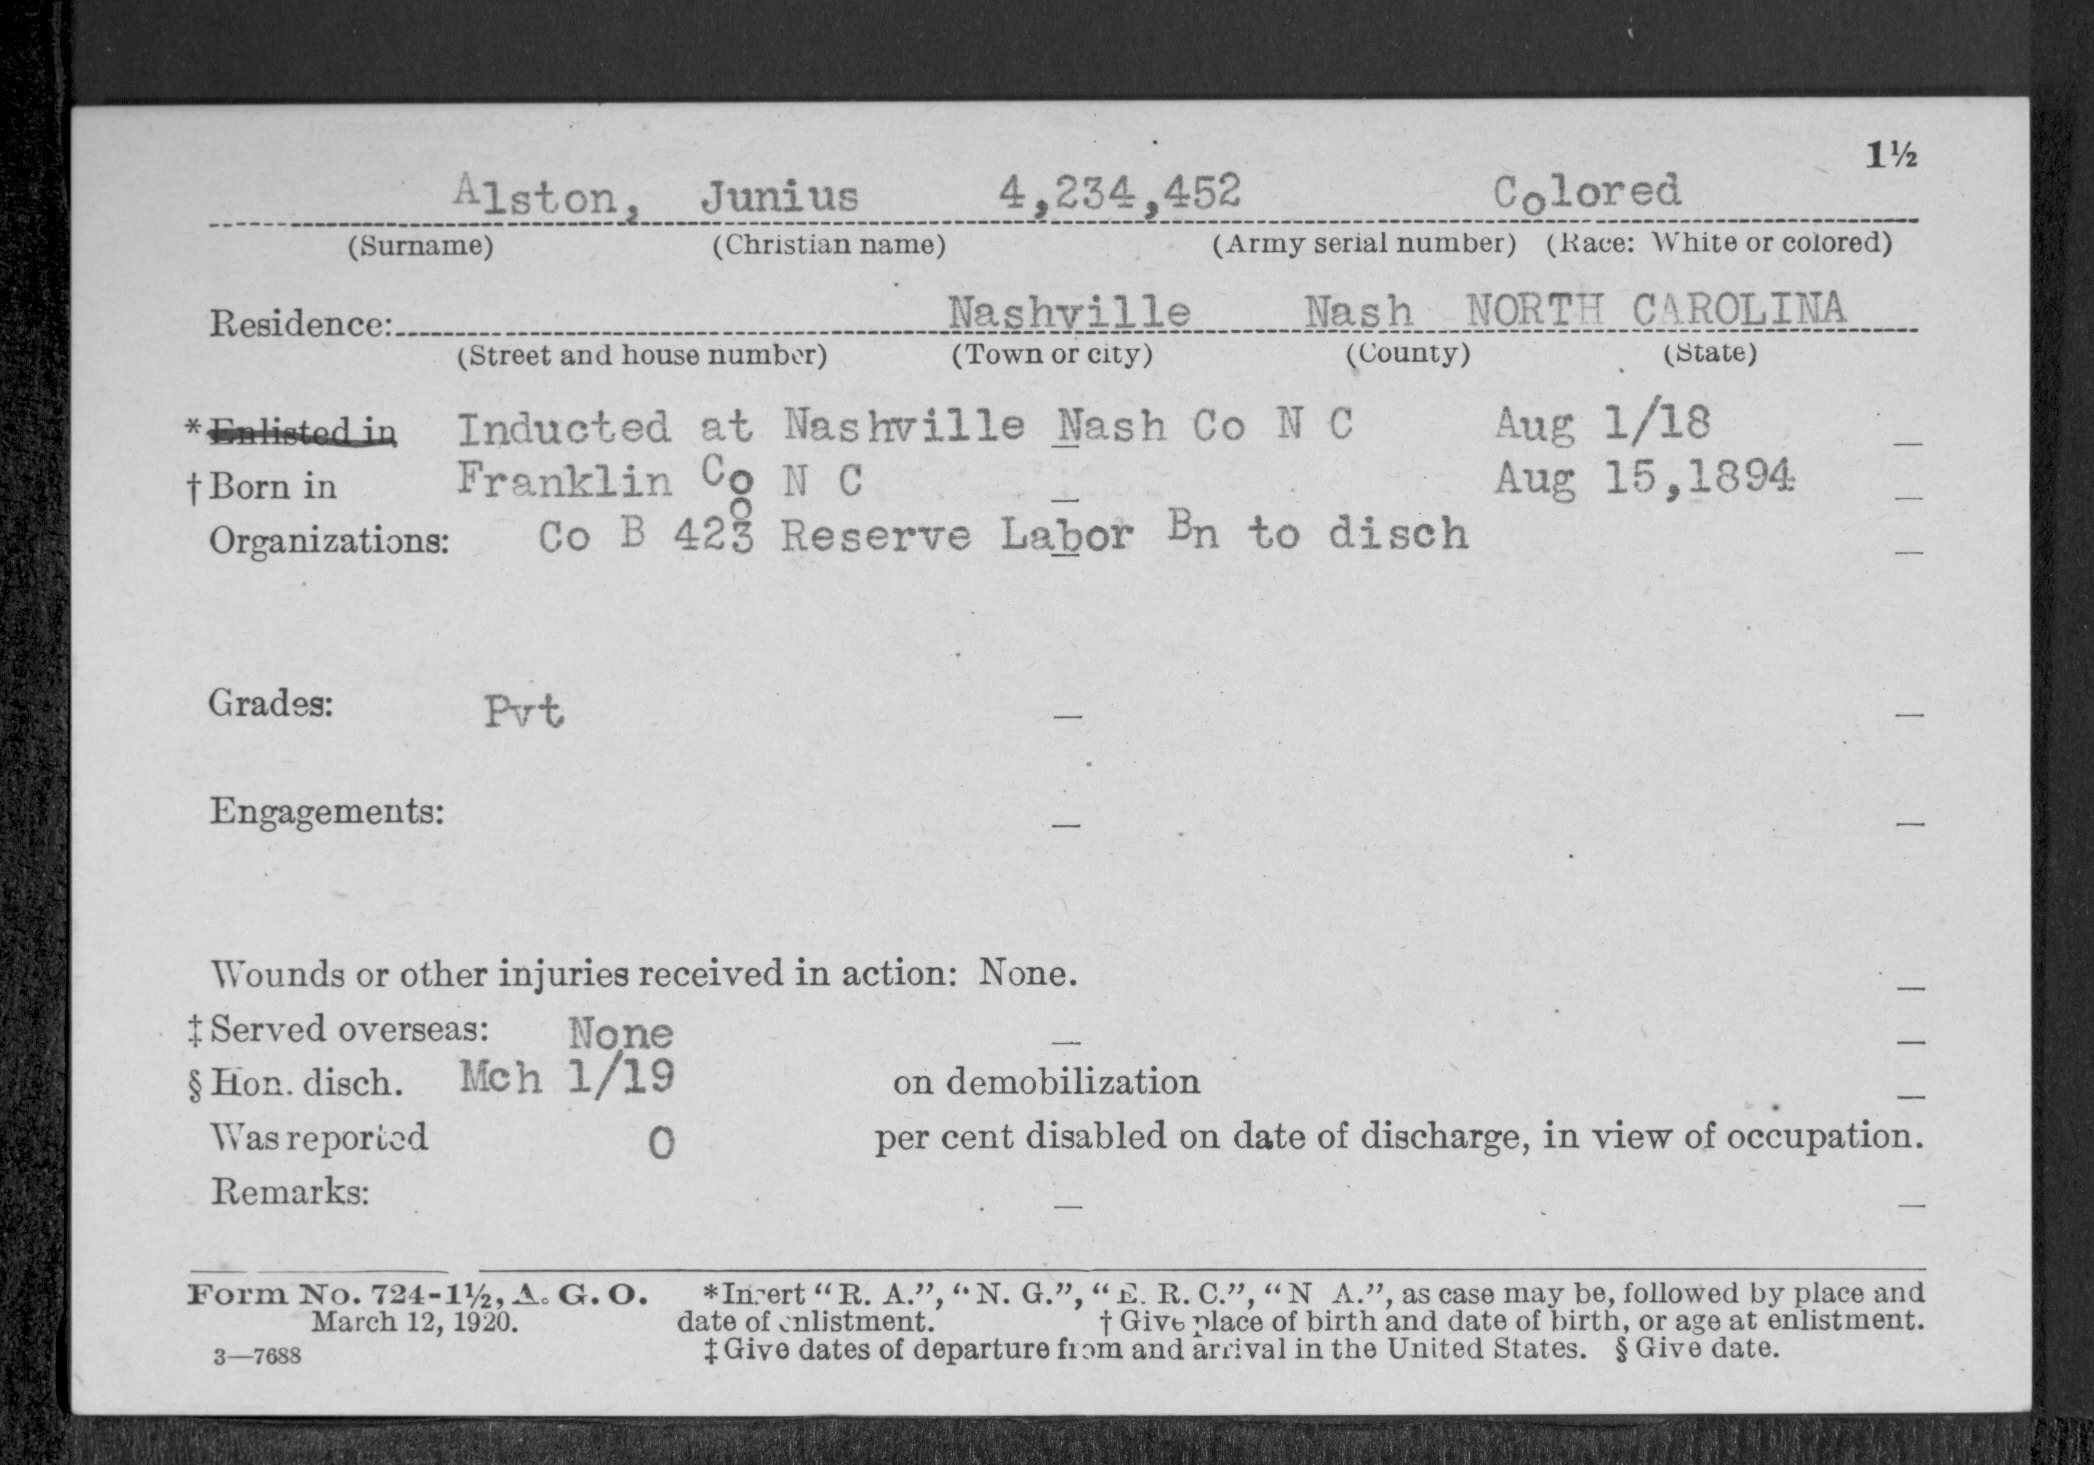 1½
Alston, Junius 4,234,452 Colored
(Surname) (Christian name) (Army serial number) (Race: White or colored)
Residence: Nashville Nash NORTH CAROLINA
(Street and house number) (Town or city) (County) (State)
*Enlisted in Inducted at Nashville Nash Co N C Aug 1/18
†Born in Franklin Co N C Aug 15,1894
Organizations: Co B 423 Reserve Labor Bn to disch
Grades: Pvt
Engagements:
Wounds or other injuries received in action: None.
‡Served overseas: None
§Hon. disch. Mch 1/19 on demobilization
Was reported 0 per cent disabled on date of discharge, in view of occupation.
Remarks:
Form No. 724-1½, A. G. O. *Insert "R. A.", "N. G.", "E. R. C.", "N A.", as case may be, followed by place and
March 12, 1920. date of enlistment. †Give place of birth and date of birth, or age at enlistment.
3—7688 ‡Give dates of departure from and arrival in the United States. §Give date.